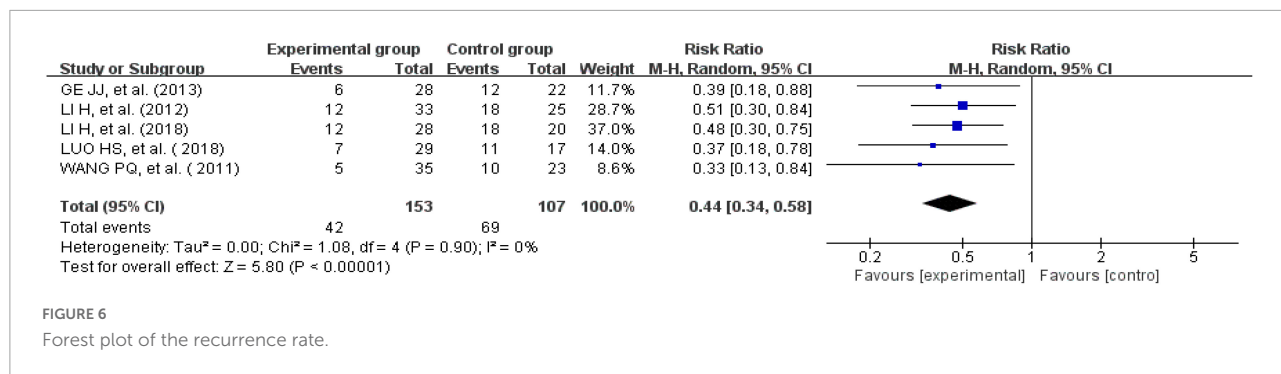 Experimental group Control group Risk Ratio Risk Ratio
Study or Subgroup Events Total Events Total Weight M-H, Random, 95% CI M-H, Random, 95% CI
GE JJ, et al. (2013) 6 28 12 22 11.7% 0.39 [0.18, 0.88]
LI H, et al. (2012) 12 33 18 25 28.7% 0.51 [0.30, 0.84]
LI H, et al. (2018) 12 28 18 20 37.0% 0.48 [0.30, 0.75]
LUO HS, et al. ( 2018) 7 29 11 17 14.0% 0.37 [0.18, 0.78]
WANG PQ, et al. ( 2011) 5 35 10 23 8.6% 0.33 [0.13, 0.84]
Total (95% CI) 153 107 100.0% 0.44 [0.34, 0.58]
Total events 42 69
Heterogeneity: Tau² = 0.00; Chi² = 1.08, df = 4 (P = 0.90); I² = 0%
Test for overall effect: Z = 5.80 (P < 0.00001)
0.2 0.5 1 2 5
Favours [experimental] Favours [contro]
FIGURE 6
Forest plot of the recurrence rate.